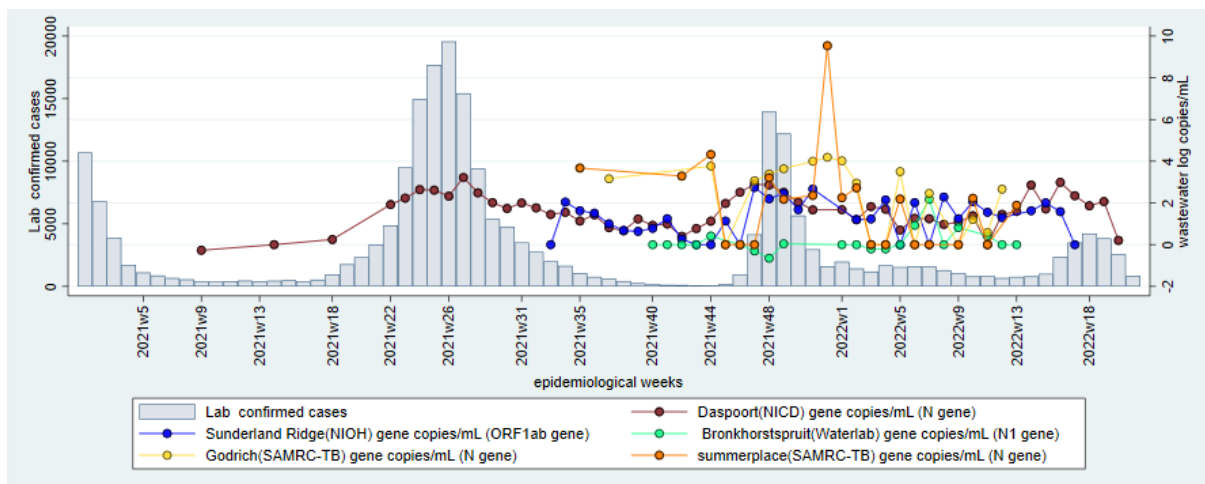 20000
15000
10000
5000
0
Lab confirmed cases
10
8
6
4
2
0
-2
wastewater log copies/mL
2021w5
2021w9
2021w13
2021w18
2021w22
2021w26
2021w31
2021w35
2021w40
2021w44
2021w48
2022w1
2022w5
2022w9
2022w13
2022w18
epidemiological weeks
Lab confirmed cases
Daspoort(NICD) gene copies/mL (N gene)
Sunderland Ridge(NIOH) gene copies/mL (ORF1ab gene)
Bronkhorstspruit(Waterlab) gene copies/mL (N1 gene)
Godrich(SAMRC-TB) gene copies/mL (N gene)
summerplace(SAMRC-TB) gene copies/mL (N gene)